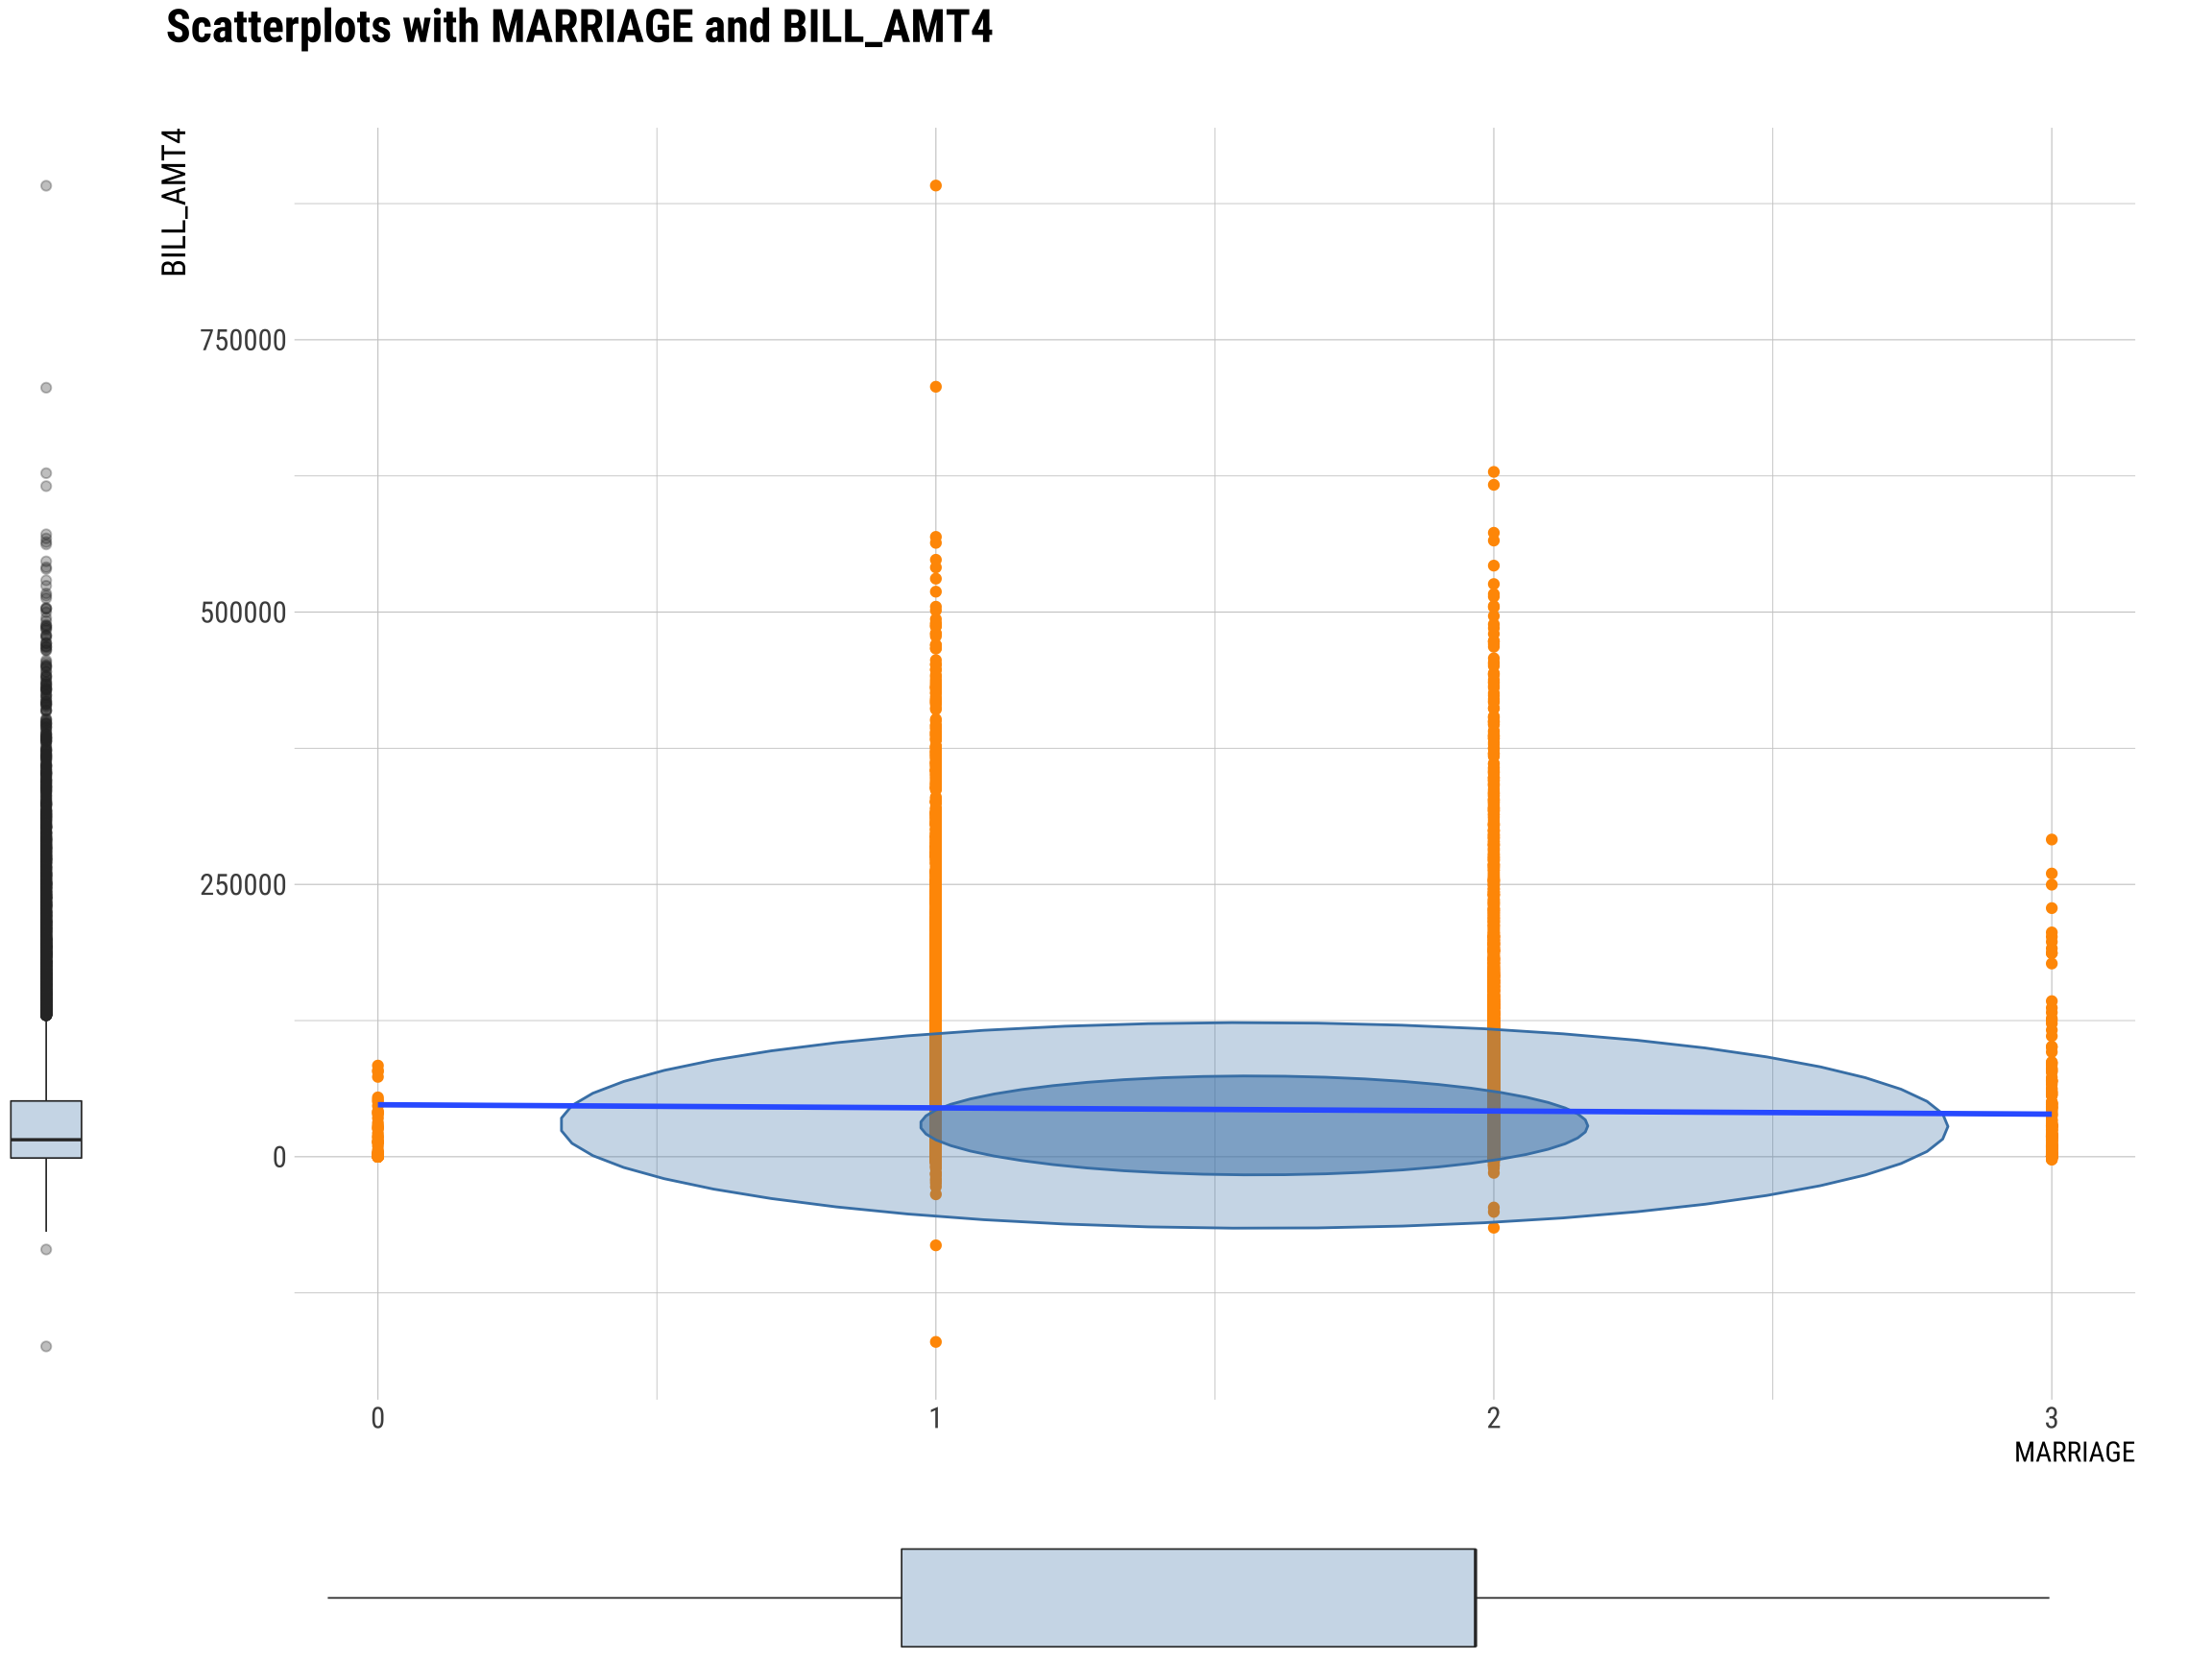 Scatterplots with MARRIAGE and BILL_AMT4
BILL_AMT4
750000
500000
250000
0
0 1 2 3
MARRIAGE